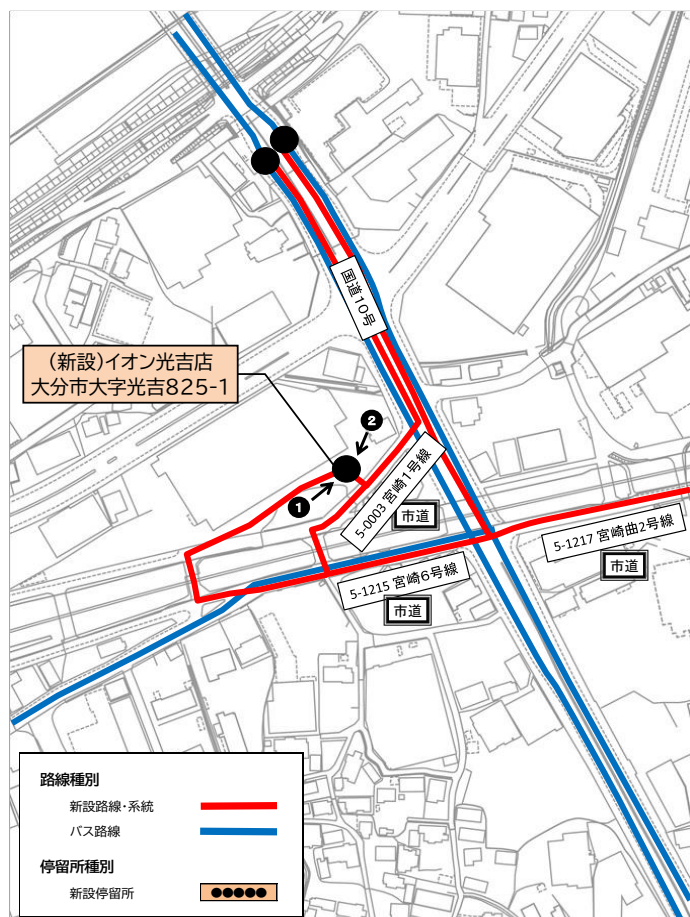 国道10号
(新設)イオン光吉店
大分市大字光吉825-1
2
1
5-0003 宮崎1号線
市道
5-1217 宮崎曲2号線
市道
5-1215 宮崎6号線
市道
路線種別
新設路線・系統
バス路線
停留所種別
新設停留所
●●●●●